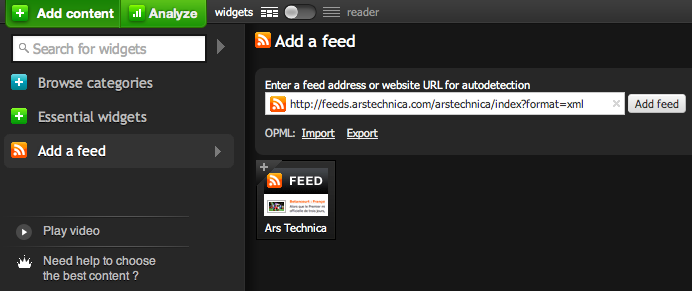 Add content Analyze widgets reader
Search for widgets
Add a feed
Browse categories
Enter a feed address or website URL for autodetection
http://feeds.arstechnica.com/arstechnica/index?format=xml Add feed
Essential widgets
OPML: Import Export
Add a feed
FEED
Ars Technica
Play video
Need help to choose
the best content ?